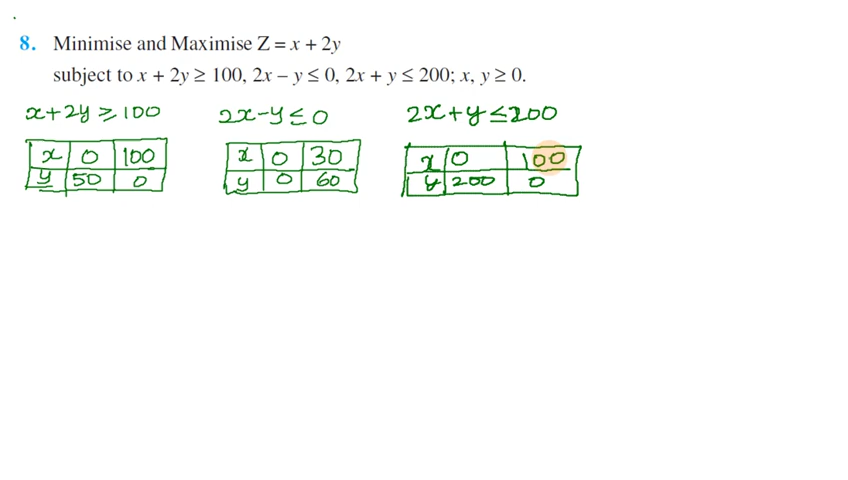 8. Minimise and Maximise Z = x + 2y
subject to x + 2y ≥ 100, 2x – y ≤ 0, 2x + y ≤ 200; x, y ≥ 0.
x+2y ≥ 100 2x-y ≤ 0 2x+y ≤ 200
x 0 100 x 0 30 x 0 100
y 50 0 y 0 60 y 200 0